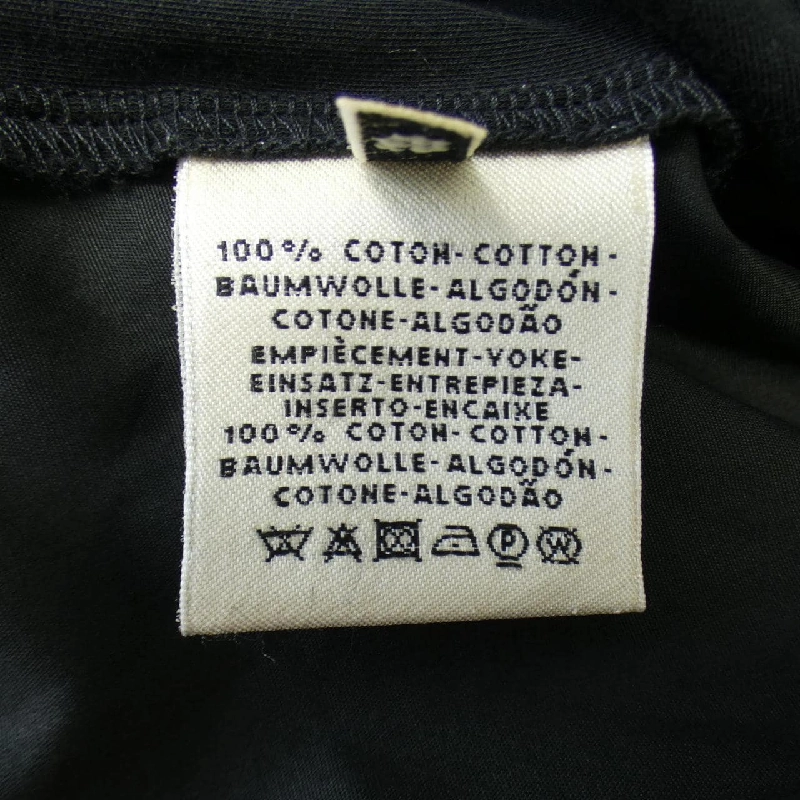 100% COTON-COTTON-
BAUMWOLLE-ALGODÓN-
COTONE-ALGODÃO
EMPIÈCEMENT-YOKE-
EINSATZ-ENTREPIEZA-
INSERTO-ENCAIXE
100% COTON-COTTON-
BAUMWOLLE-ALGODÓN-
COTONE-ALGODÃO
P W